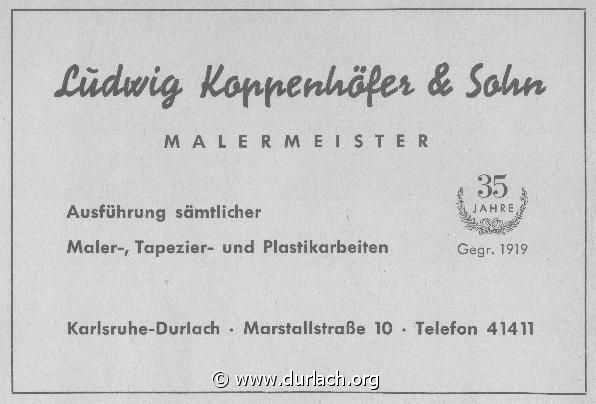 Ludwig Koppenhöfer & Sohn
MALERMEISTER
35
JAHRE
Ausführung sämtlicher
Maler-, Tapezier- und Plastikarbeiten
Gegr. 1919
Karlsruhe-Durlach · Marstallstraße 10 · Telefon 41411
© www.durlach.org